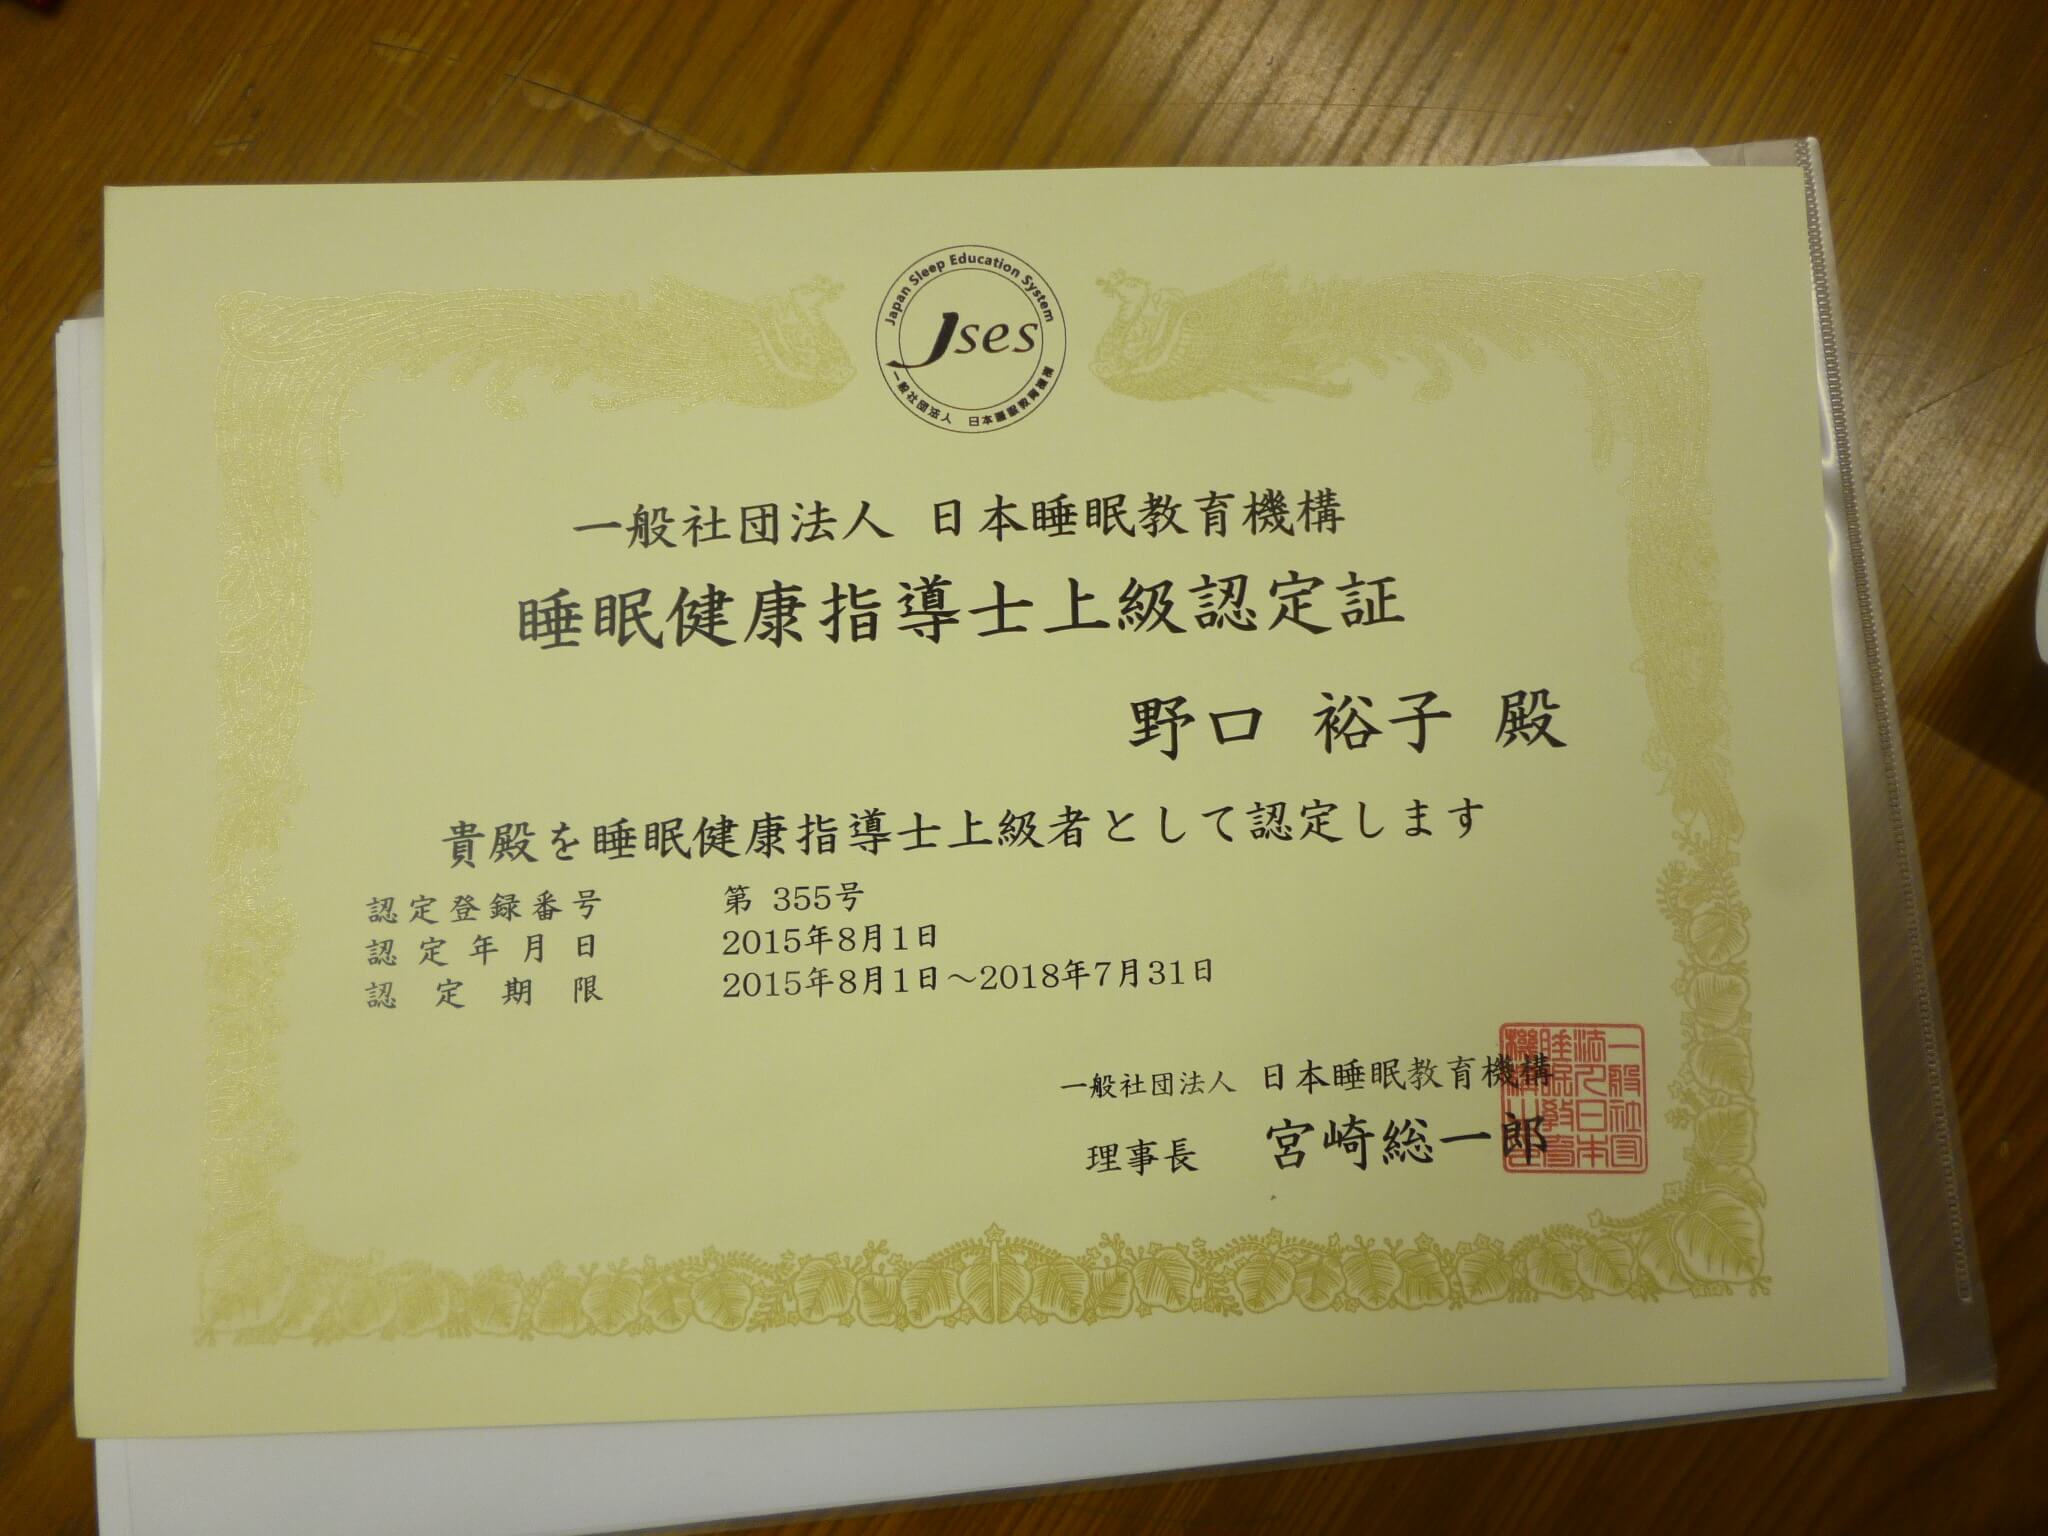 Japan Sleep Education System
Jses
一般社団法人 日本睡眠教育機構
一般社団法人 日本睡眠教育機構
睡眠健康指導士上級認定証
野口 裕子 殿
貴殿を睡眠健康指導士上級者として認定します
認定登録番号 第 355号
認定年月日 2015年8月1日
認定期限 2015年8月1日～2018年7月31日
一般社団法人 日本睡眠教育機構
理事長 宮崎総一郎